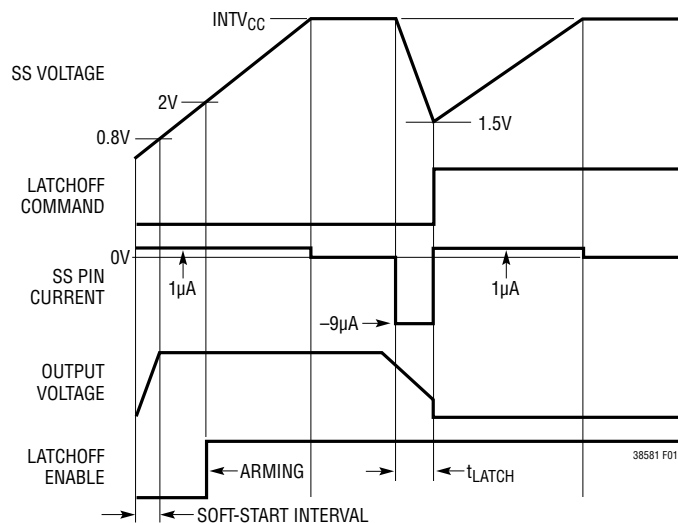 INTVCC
SS VOLTAGE
2V
0.8V
1.5V
LATCHOFF
COMMAND
0V
SS PIN
CURRENT
1µA
1µA
–9µA
OUTPUT
VOLTAGE
LATCHOFF
ENABLE
ARMING
tLATCH
38581 F01
SOFT-START INTERVAL